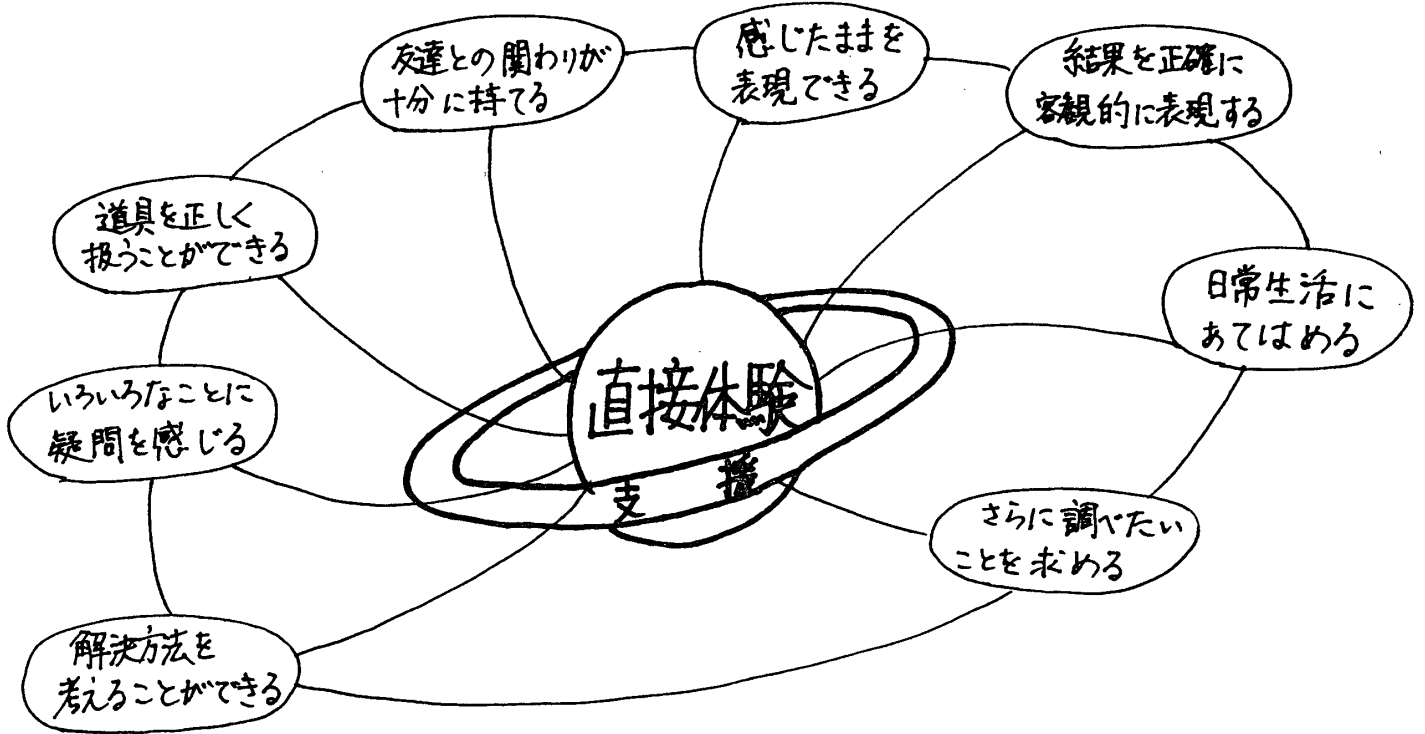 友達との関わりが
十分に持てる
感じたままを
表現できる
結果を正確に
客観的に表現する
道具を正しく
扱うことができる
日常生活に
あてはめる
いろいろなことに
疑問を感じる
直接体験
支援
さらに調べたい
ことを求める
解決方法を
考えることができる